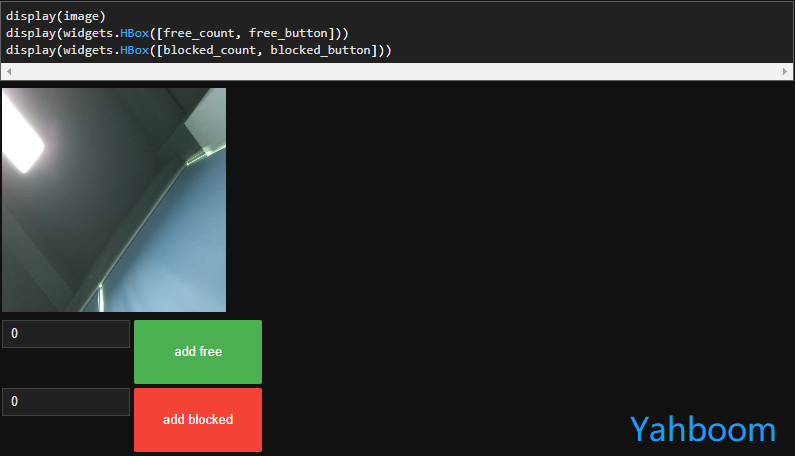 display(image)
display(widgets.HBox([free_count, free_button]))
display(widgets.HBox([blocked_count, blocked_button]))
0
add free
0
add blocked
Yahboom